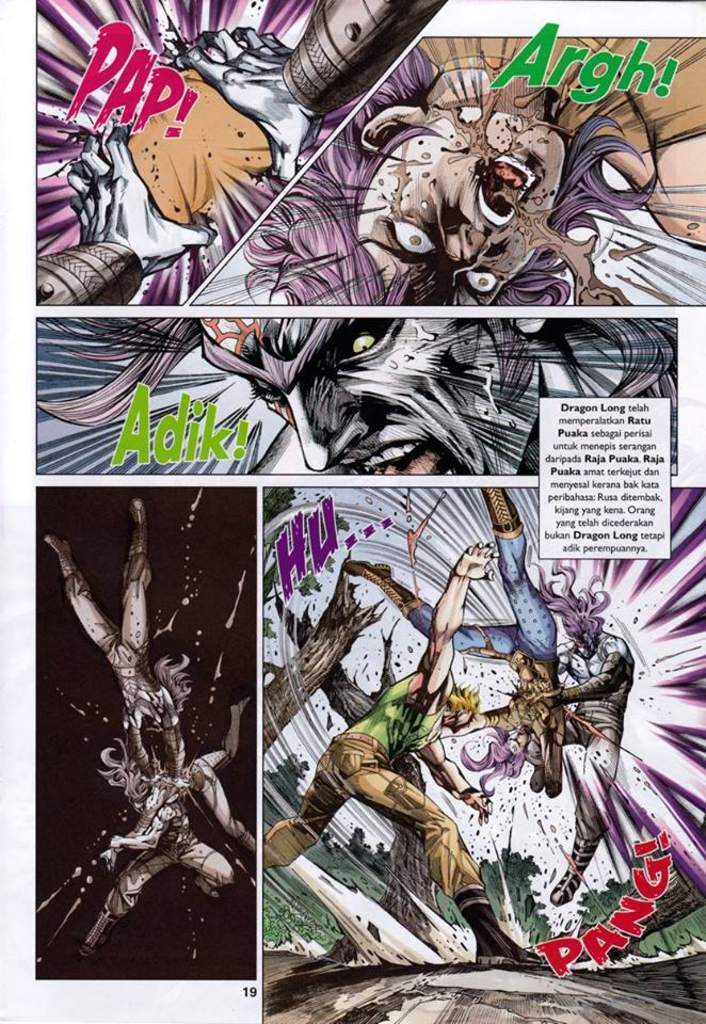 PAP!
Argh!
Adik!
Dragon Long telah
memperalatkan Ratu
Puaka sebagai perisai
untuk menepis serangan
daripada Raja Puaka. Raja
Puaka amat terkejut dan
menyesal kerana bak kata
peribahasa: Rusa ditembak,
kijang yang kena. Orang
yang telah dicederakan
bukan Dragon Long tetapi
adik perempuannya.
HU...
PANG!
19